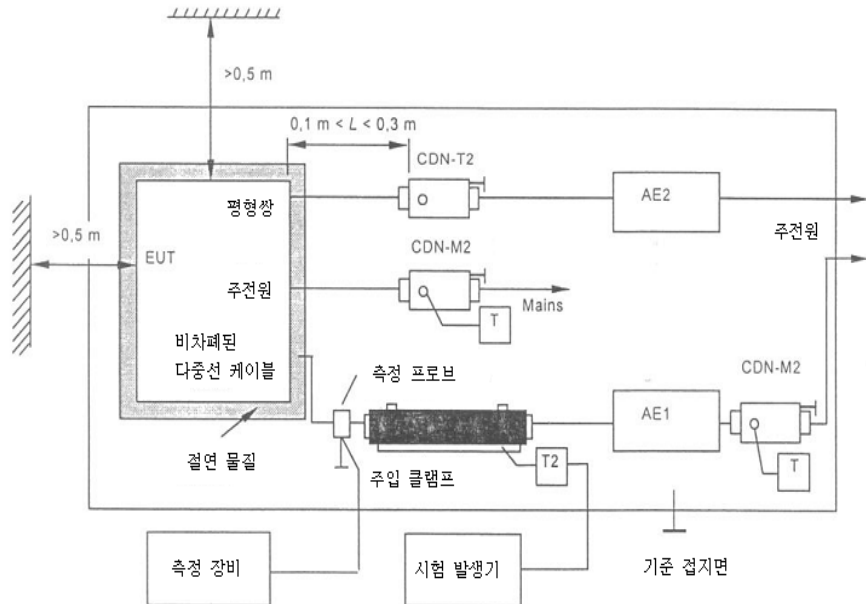 >0,5 m
0,1 m < L < 0,3 m
CDN-T2
평형쌍
AE2
주전원
>0,5 m
EUT
CDN-M2
주전원
Mains
T
비차폐된
다중선 케이블
측정 프로브
CDN-M2
AE1
절연 물질
주입 클램프
T2
T
측정 장비
시험 발생기
기준 접지면